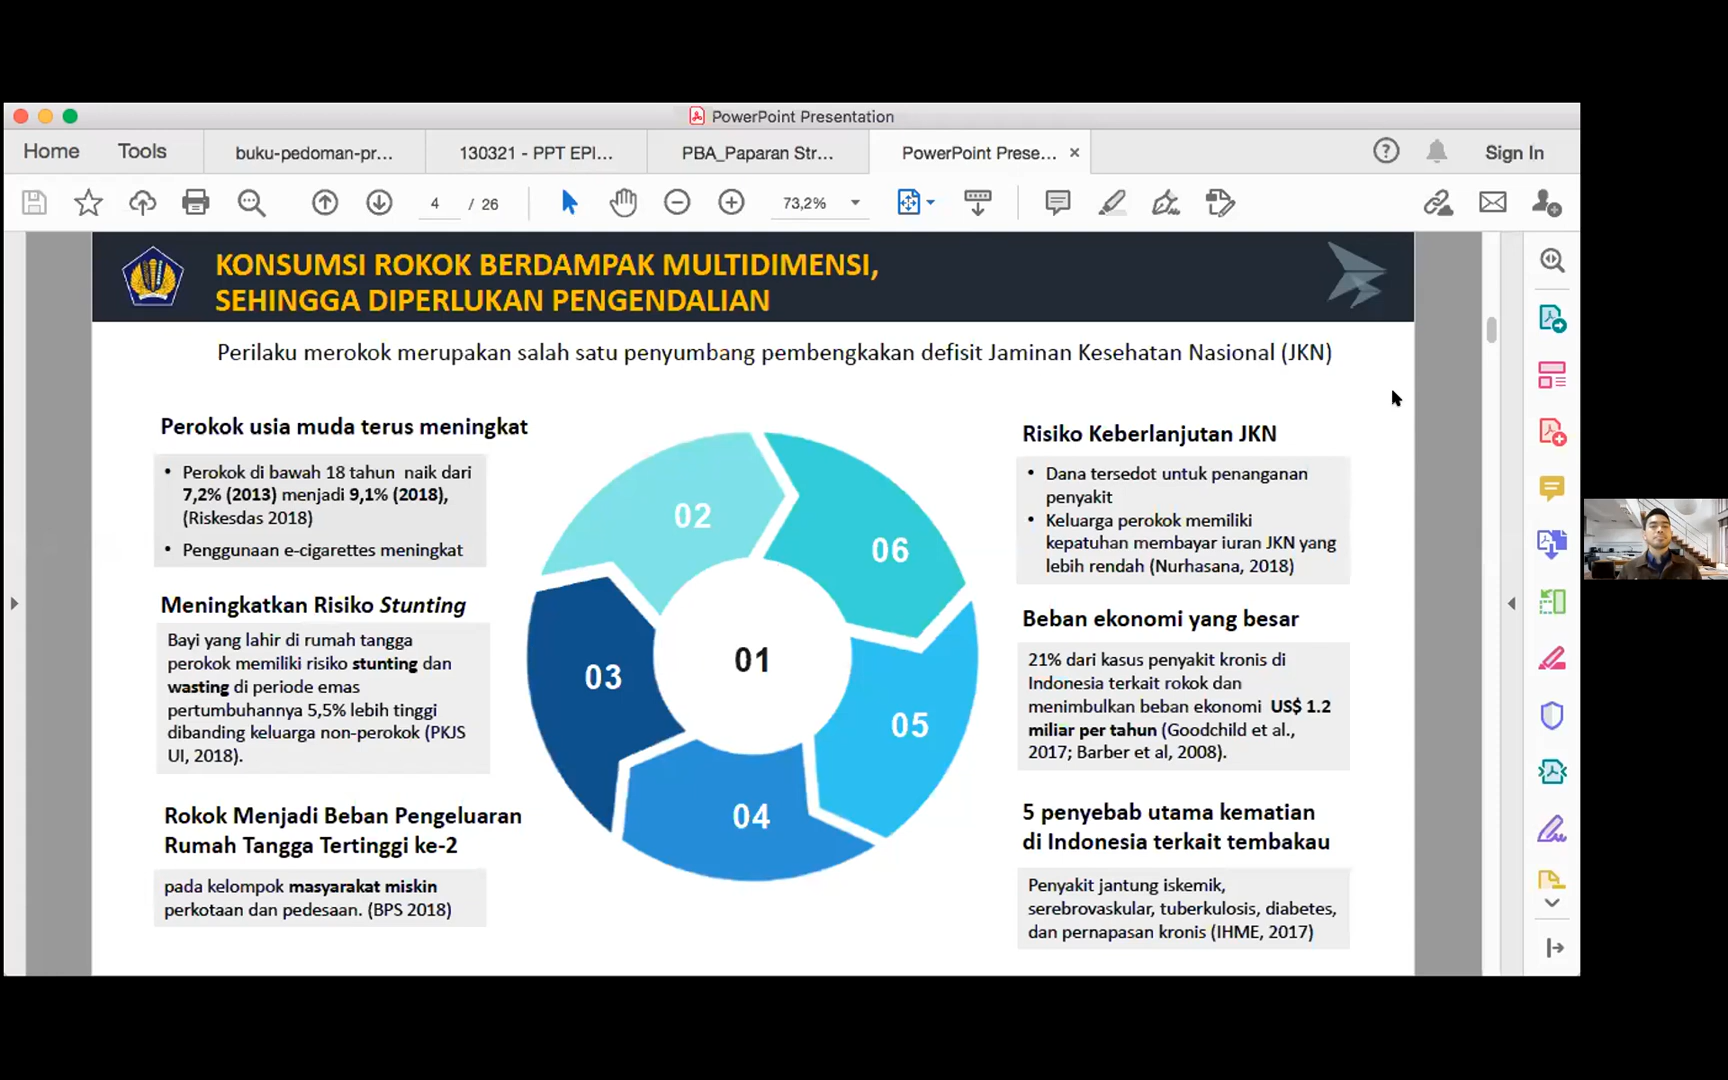 PowerPoint Presentation
Home
Tools
buku-pedoman-pr...
130321 - PPT EPI...
PBA_Paparan Str...
PowerPoint Prese...
Sign In
4 / 26
73,2%
KONSUMSI ROKOK BERDAMPAK MULTIDIMENSI,
SEHINGGA DIPERLUKAN PENGENDALIAN
Perilaku merokok merupakan salah satu penyumbang pembengkakan defisit Jaminan Kesehatan Nasional (JKN)
Perokok usia muda terus meningkat
• Perokok di bawah 18 tahun naik dari
7,2% (2013) menjadi 9,1% (2018),
(Riskesdas 2018)
• Penggunaan e-cigarettes meningkat
Meningkatkan Risiko Stunting
Bayi yang lahir di rumah tangga
perokok memiliki risiko stunting dan
wasting di periode emas
pertumbuhannya 5,5% lebih tinggi
dibanding keluarga non-perokok (PKJS
UI, 2018).
Rokok Menjadi Beban Pengeluaran
Rumah Tangga Tertinggi ke-2
pada kelompok masyarakat miskin
perkotaan dan pedesaan. (BPS 2018)
02
06
03
01
05
04
Risiko Keberlanjutan JKN
• Dana tersedot untuk penanganan
penyakit
• Keluarga perokok memiliki
kepatuhan membayar iuran JKN yang
lebih rendah (Nurhasana, 2018)
Beban ekonomi yang besar
21% dari kasus penyakit kronis di
Indonesia terkait rokok dan
menimbulkan beban ekonomi US$ 1.2
miliar per tahun (Goodchild et al.,
2017; Barber et al, 2008).
5 penyebab utama kematian
di Indonesia terkait tembakau
Penyakit jantung iskemik,
serebrovaskular, tuberkulosis, diabetes,
dan pernapasan kronis (IHME, 2017)